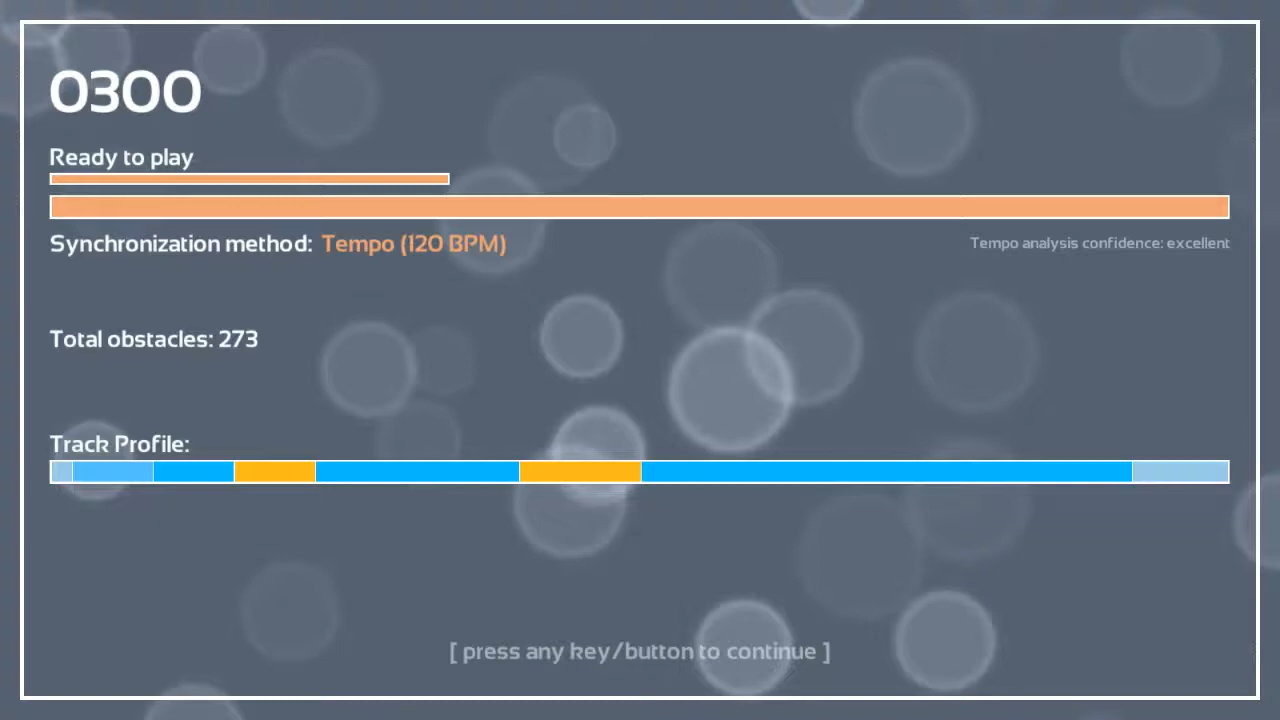 0300
Ready to play
Synchronization method: Tempo (120 BPM)
Tempo analysis confidence: excellent
Total obstacles: 273
Track Profile:
[ press any key/button to continue ]